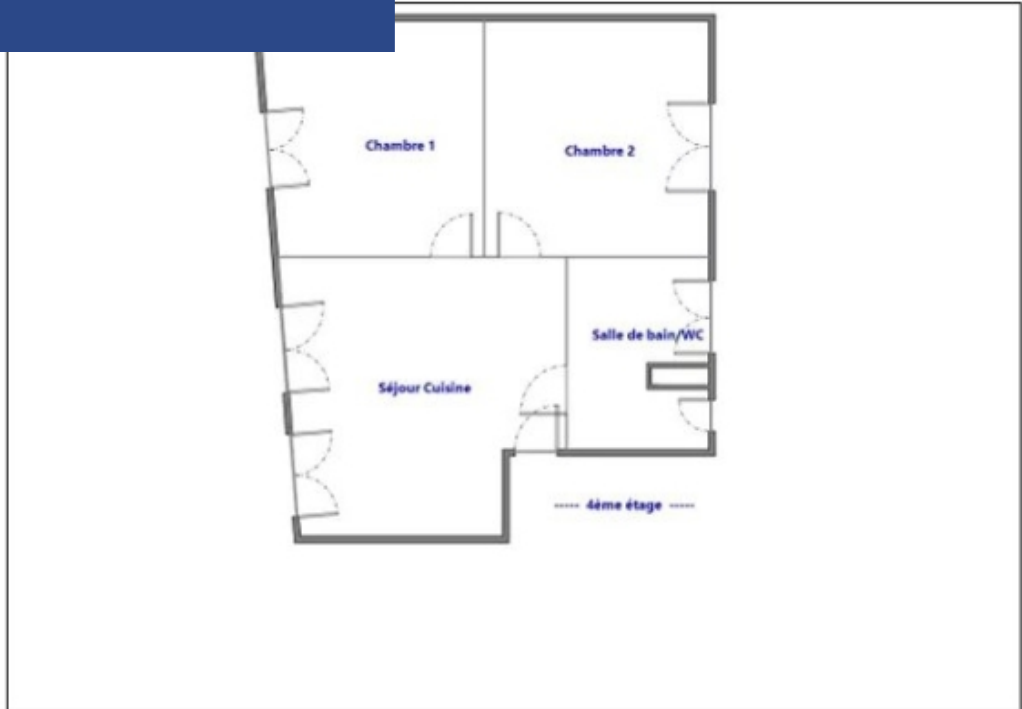 Chambre 1
Chambre 2
Salle de bain/WC
Séjour Cuisine
----- 4ème étage -----